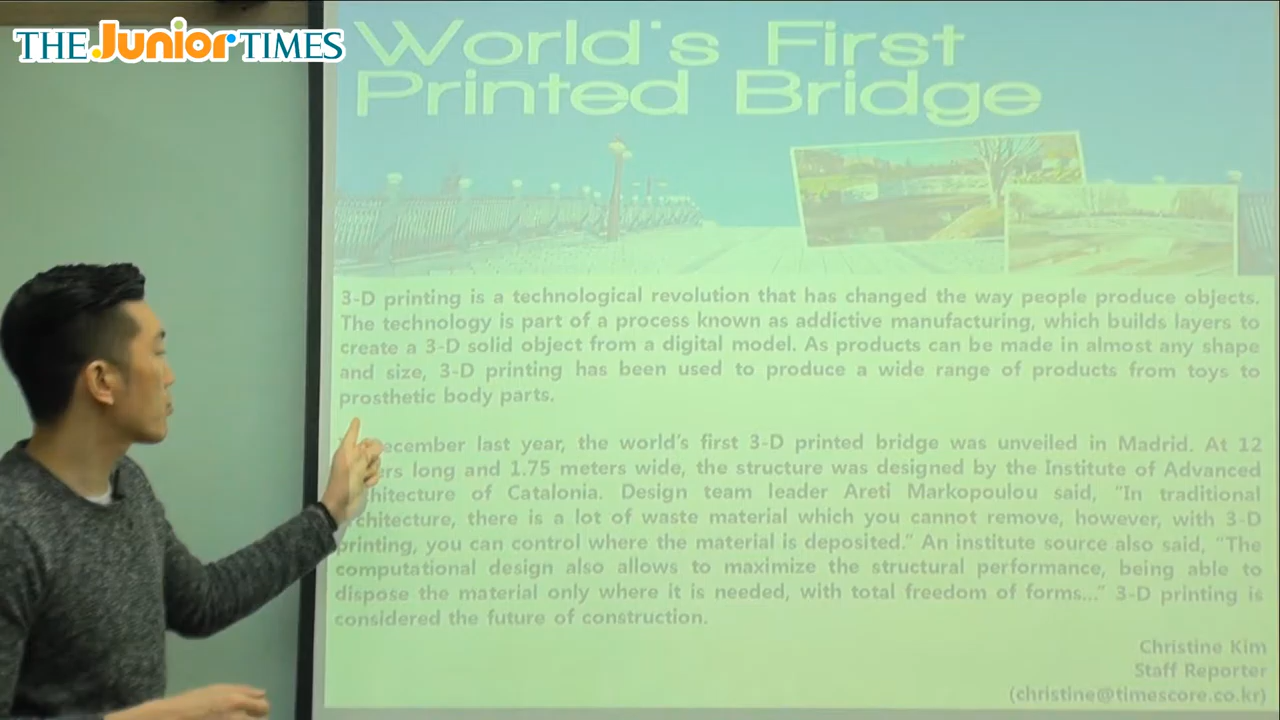 THE Junior TIMES
World's First
Printed Bridge
3-D printing is a technological revolution that has changed the way people produce objects.
The technology is part of a process known as addictive manufacturing, which builds layers to
create a 3-D solid object from a digital model. As products can be made in almost any shape
and size, 3-D printing has been used to produce a wide range of products from toys to
prosthetic body parts.
ecember last year, the world's first 3-D printed bridge was unveiled in Madrid. At 12
ers long and 1.75 meters wide, the structure was designed by the Institute of Advanced
chitecture of Catalonia. Design team leader Areti Markopoulou said, "In traditional
rchitecture, there is a lot of waste material which you cannot remove, however, with 3-D
printing, you can control where the material is deposited." An institute source also said, "The
computational design also allows to maximize the structural performance, being able to
dispose the material only where it is needed, with total freedom of forms..." 3-D printing is
considered the future of construction.
Christine Kim
Staff Reporter
(christine@timescore.co.kr)